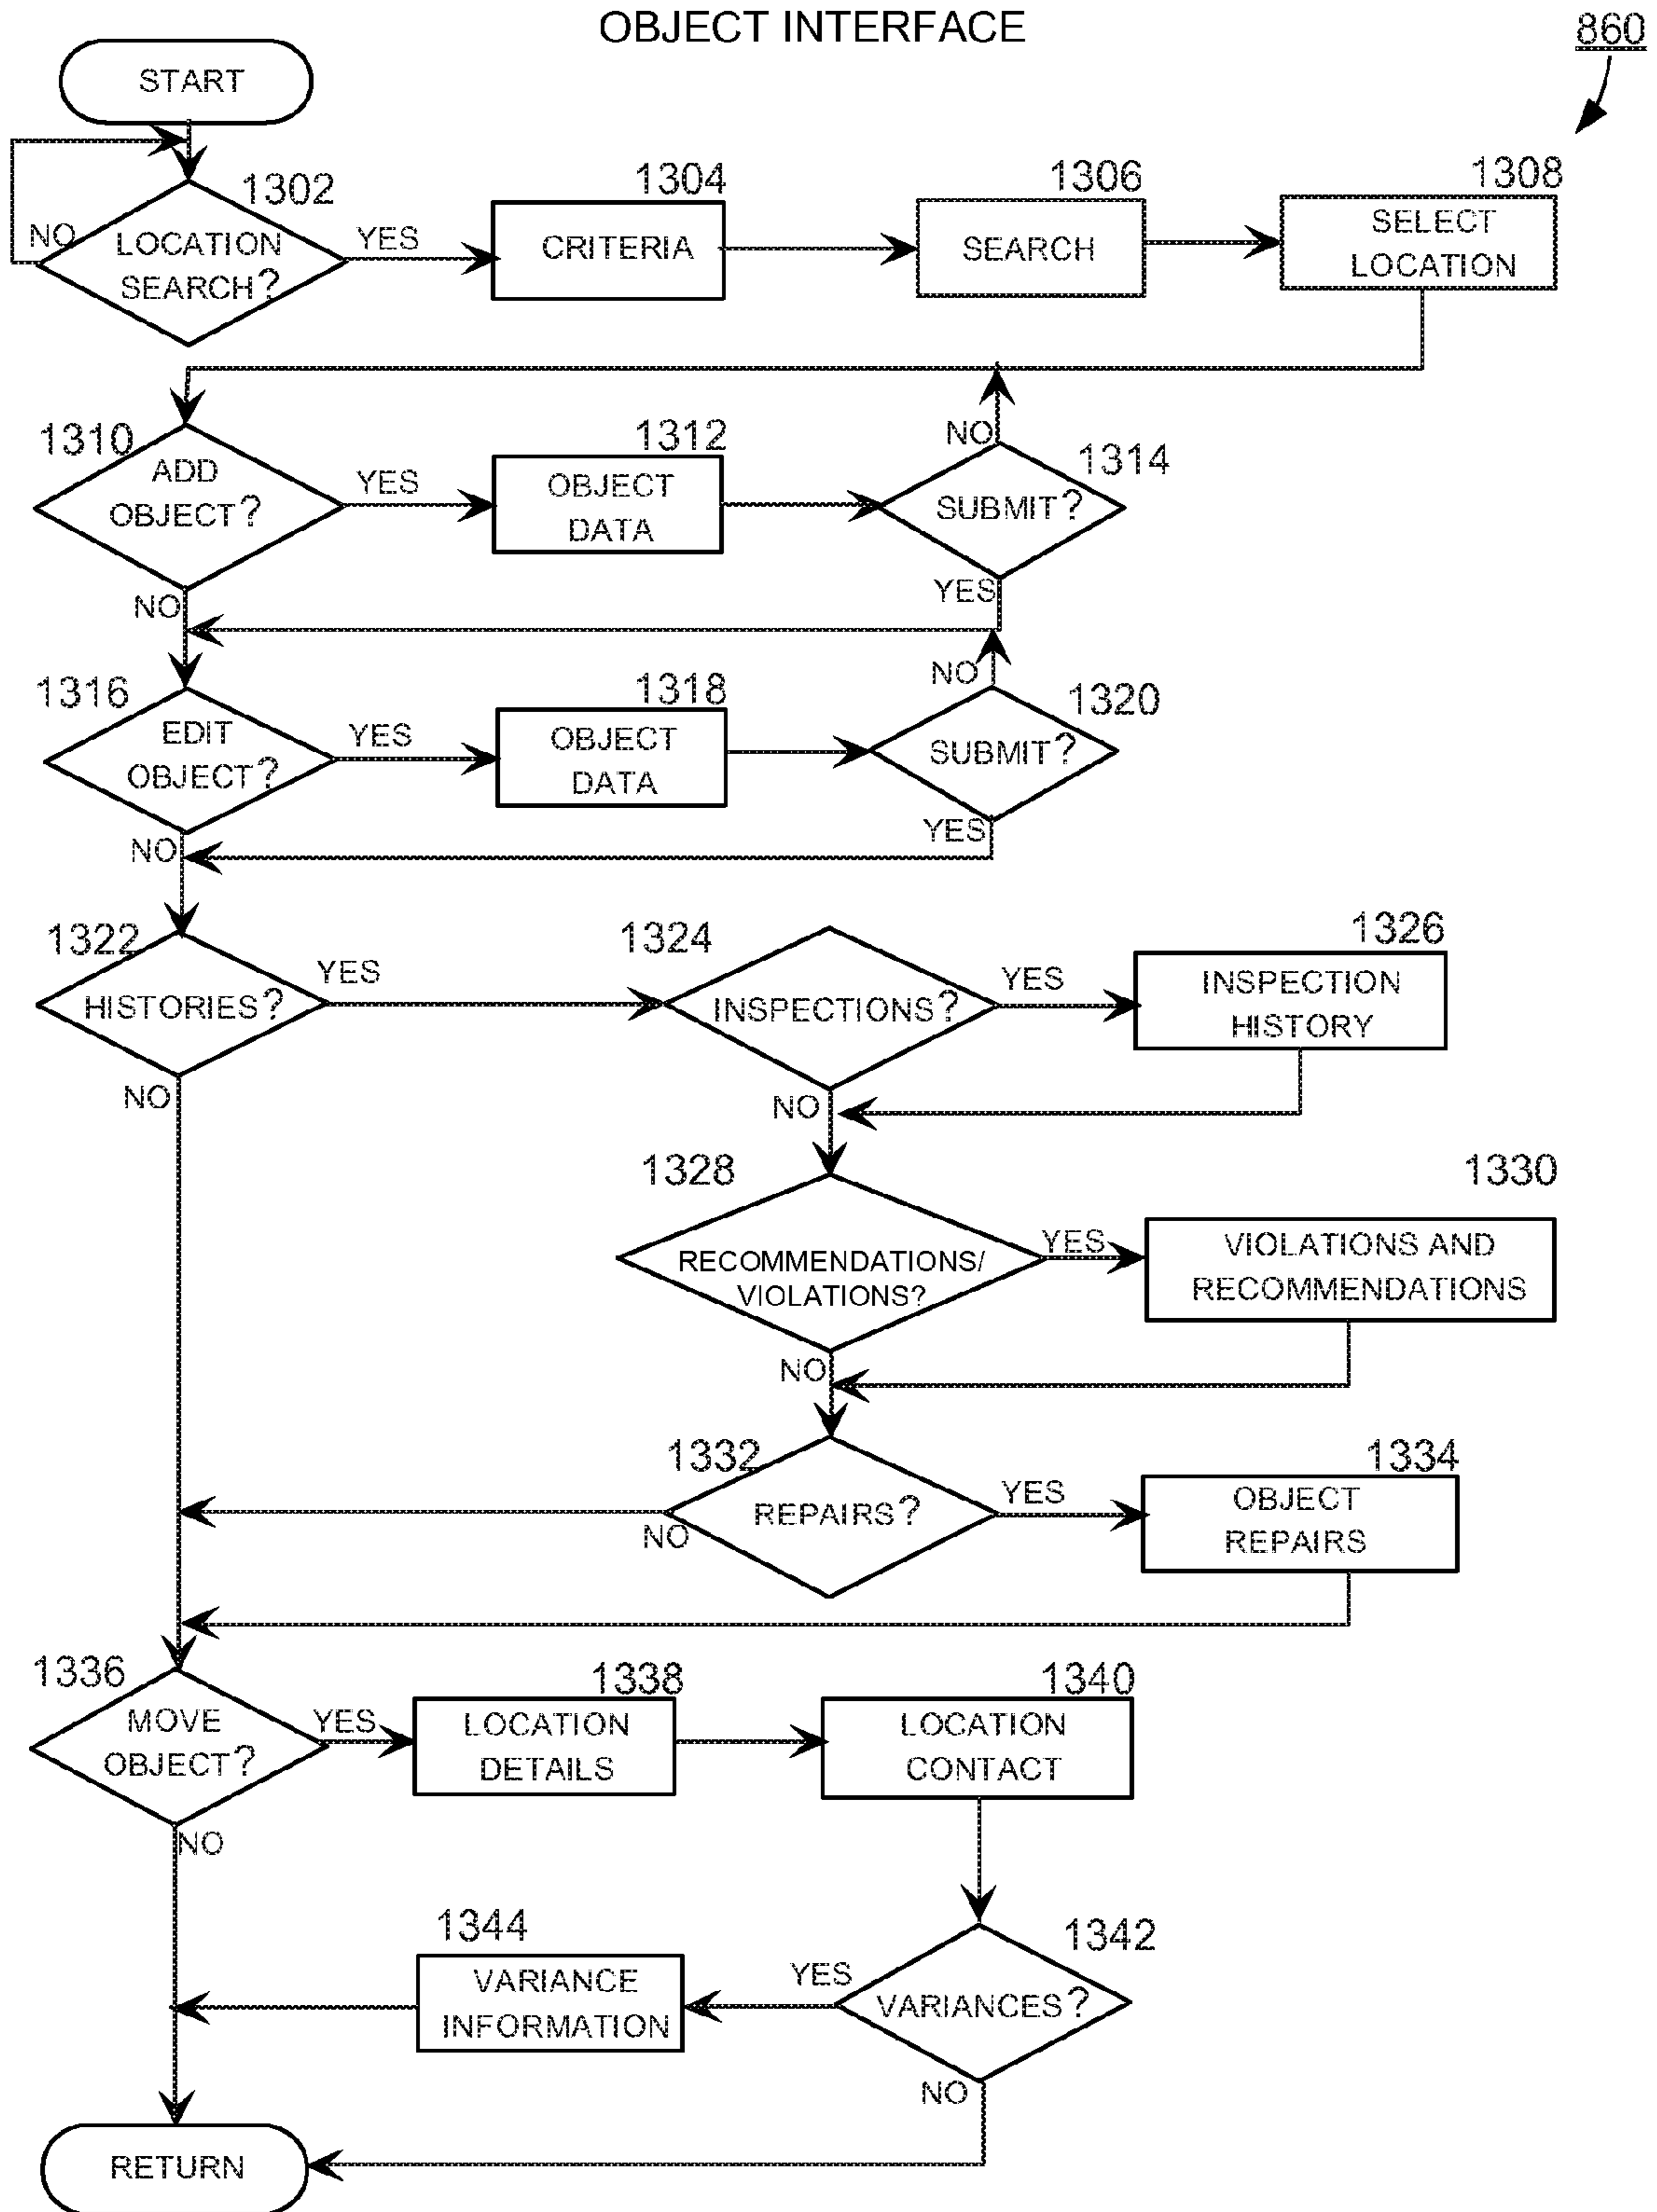 OBJECT INTERFACE
860
START
1302
LOCATION
SEARCH?
NO
YES
1304
CRITERIA
1306
SEARCH
1308
SELECT
LOCATION
1310
ADD
OBJECT?
YES
NO
1312
OBJECT
DATA
NO
1314
SUBMIT?
YES
1316
EDIT
OBJECT?
YES
NO
1318
OBJECT
DATA
NO
1320
SUBMIT?
YES
1322
HISTORIES?
YES
NO
1324
INSPECTIONS?
YES
NO
1326
INSPECTION
HISTORY
1328
RECOMMENDATIONS/
VIOLATIONS?
YES
NO
1330
VIOLATIONS AND
RECOMMENDATIONS
1332
REPAIRS?
YES
NO
1334
OBJECT
REPAIRS
1336
MOVE
OBJECT?
YES
NO
1338
LOCATION
DETAILS
1340
LOCATION
CONTACT
1344
VARIANCE
INFORMATION
YES
1342
VARIANCES?
NO
RETURN